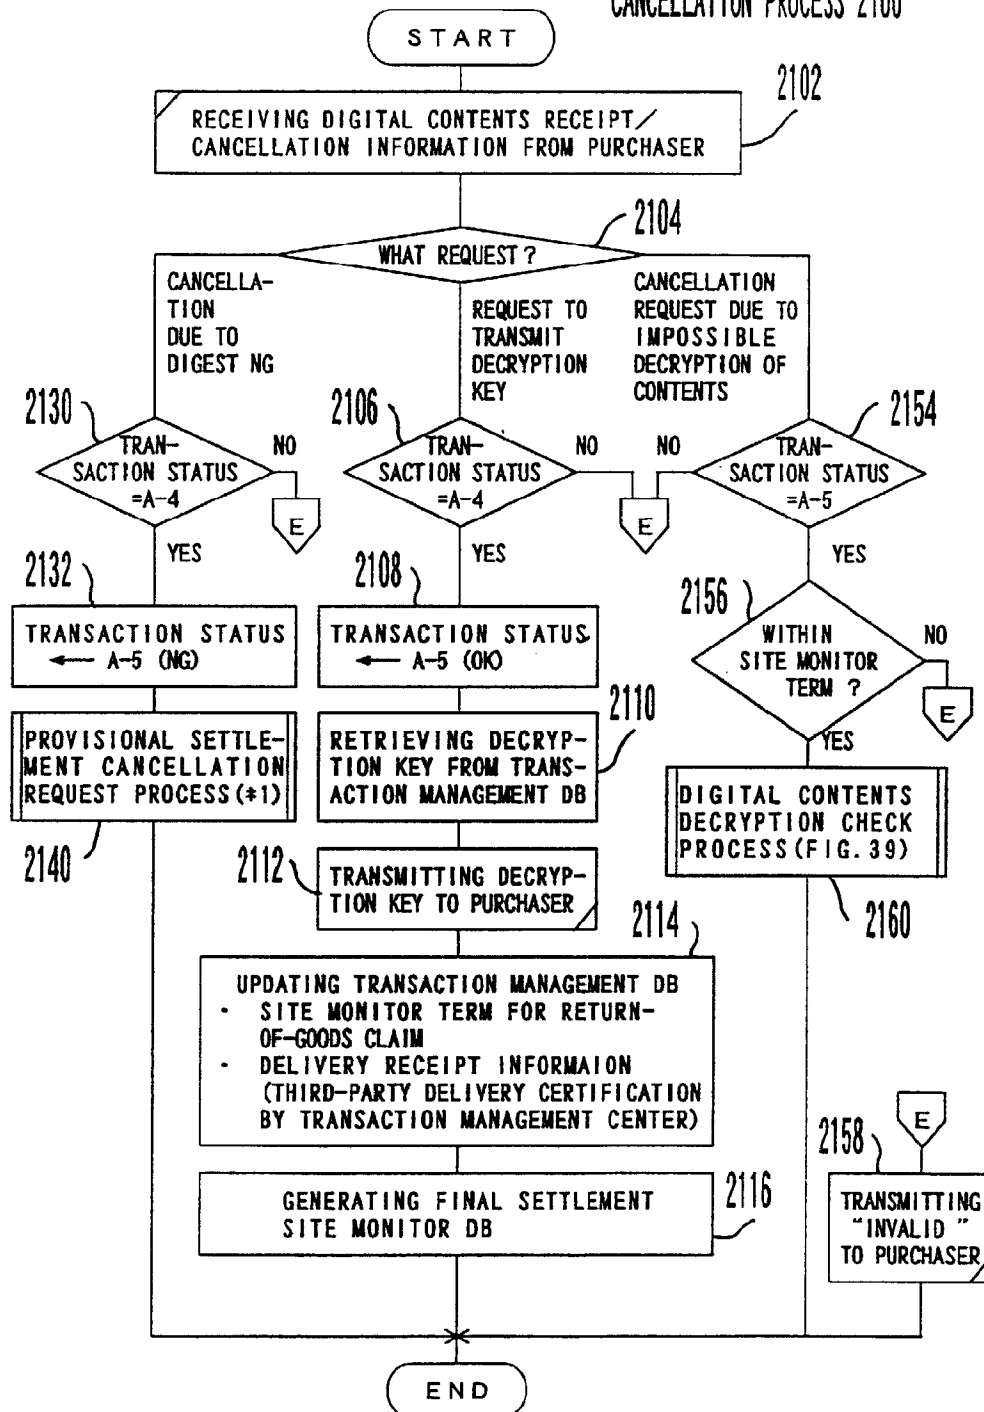 CANCELLATION PROCESS 2100
START
2102
RECEIVING DIGITAL CONTENTS RECEIPT/
CANCELLATION INFORMATION FROM PURCHASER
2104
WHAT REQUEST?
CANCELLA-
TION
DUE TO
DIGEST NG
REQUEST TO
TRANSMIT
DECRYPTION
KEY
CANCELLATION
REQUEST DUE TO
IMPOSSIBLE
DECRYPTION OF
CONTENTS
2130
TRAN-
SACTION STATUS
=A-4
NO
E
YES
2106
TRAN-
SACTION STATUS
=A-4
NO
YES
2154
TRAN-
SACTION STATUS
=A-5
NO
E
YES
2132
TRANSACTION STATUS
← A-5 (NG)
2108
TRANSACTION STATUS
← A-5 (OK)
2156
WITHIN
SITE MONITOR
TERM ?
NO
E
YES
PROVISIONAL SETTLE-
MENT CANCELLATION
REQUEST PROCESS(*1)
2140
2110
RETRIEVING DECRYP-
TION KEY FROM TRANS-
ACTION MANAGEMENT DB
DIGITAL CONTENTS
DECRYPTION CHECK
PROCESS(FIG.39)
2160
2112
TRANSMITTING DECRYP-
TION KEY TO PURCHASER
2114
UPDATING TRANSACTION MANAGEMENT DB
· SITE MONITOR TERM FOR RETURN-
OF-GOODS CLAIM
· DELIVERY RECEIPT INFORMAION
(THIRD-PARTY DELIVERY CERTIFICATION
BY TRANSACTION MANAGEMENT CENTER)
2116
GENERATING FINAL SETTLEMENT
SITE MONITOR DB
E
2158
TRANSMITTING
"INVALID "
TO PURCHASER
END